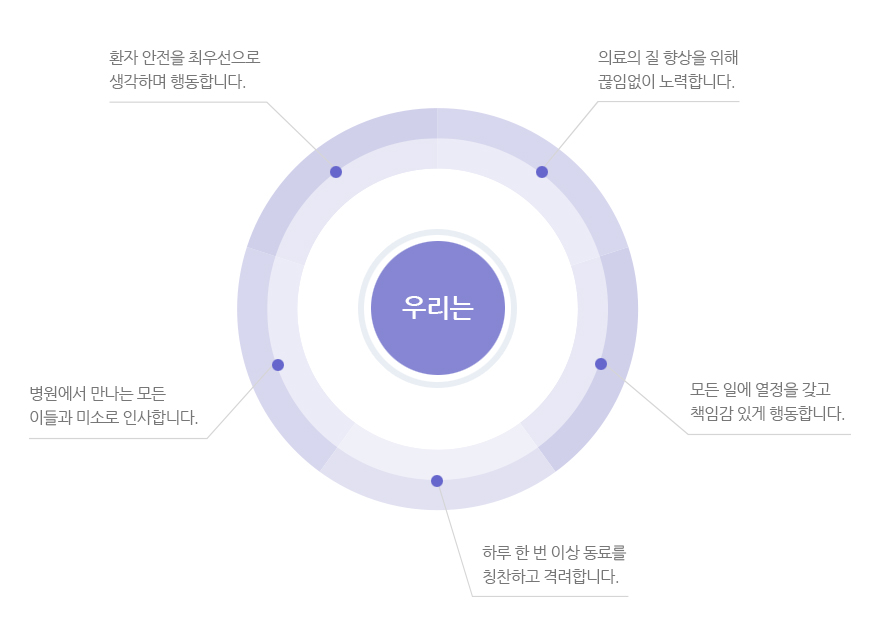 환자 안전을 최우선으로
생각하며 행동합니다.
의료의 질 향상을 위해
끊임없이 노력합니다.
우리는
병원에서 만나는 모든
이들과 미소로 인사합니다.
모든 일에 열정을 갖고
책임감 있게 행동합니다.
하루 한 번 이상 동료를
칭찬하고 격려합니다.